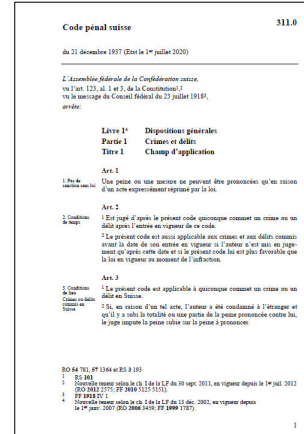 311.0
Code pénal suisse
du 21 décembre 1937 (Etat le 1er juillet 2020)
L'Assemblée fédérale de la Confédération suisse,
vu l'art. 123, al. 1 et 3, de la Constitution1,2
vu le message du Conseil fédéral du 23 juillet 19183,
arrête:
Livre 14 Dispositions générales
Partie 1 Crimes et délits
Titre 1 Champ d'application
Art. 1
1. Pas de sanction sans loi
Une peine ou une mesure ne peuvent être prononcées qu'en raison
d'un acte expressément réprimé par la loi.
Art. 2
2. Conditions de temps
1 Est jugé d'après le présent code quiconque commet un crime ou un
délit après l'entrée en vigueur de ce code.
2 Le présent code est aussi applicable aux crimes et aux délits commis
avant la date de son entrée en vigueur si l'auteur n'est mis en juge-
ment qu'après cette date et si le présent code lui est plus favorable que
la loi en vigueur au moment de l'infraction.
Art. 3
3. Conditions de lieu
Crimes ou délits commis en Suisse
1 Le présent code est applicable à quiconque commet un crime ou un
délit en Suisse.
2 Si, en raison d'un tel acte, l'auteur a été condamné à l'étranger et
qu'il y a subi la totalité ou une partie de la peine prononcée contre lui,
le juge impute la peine subie sur la peine à prononcer.
RO 54 781, 57 1364 et RS 3 193
1 RS 101
2 Nouvelle teneur selon le ch. I de la LF du 30 sept. 2011, en vigueur depuis le 1er juil. 2012
(RO 2012 2575; FF 2010 5125 5151).
3 FF 1918 IV 1
4 Nouvelle teneur selon le ch. I de la LF du 13 déc. 2002, en vigueur depuis
le 1er janv. 2007 (RO 2006 3459; FF 1999 1787).
1